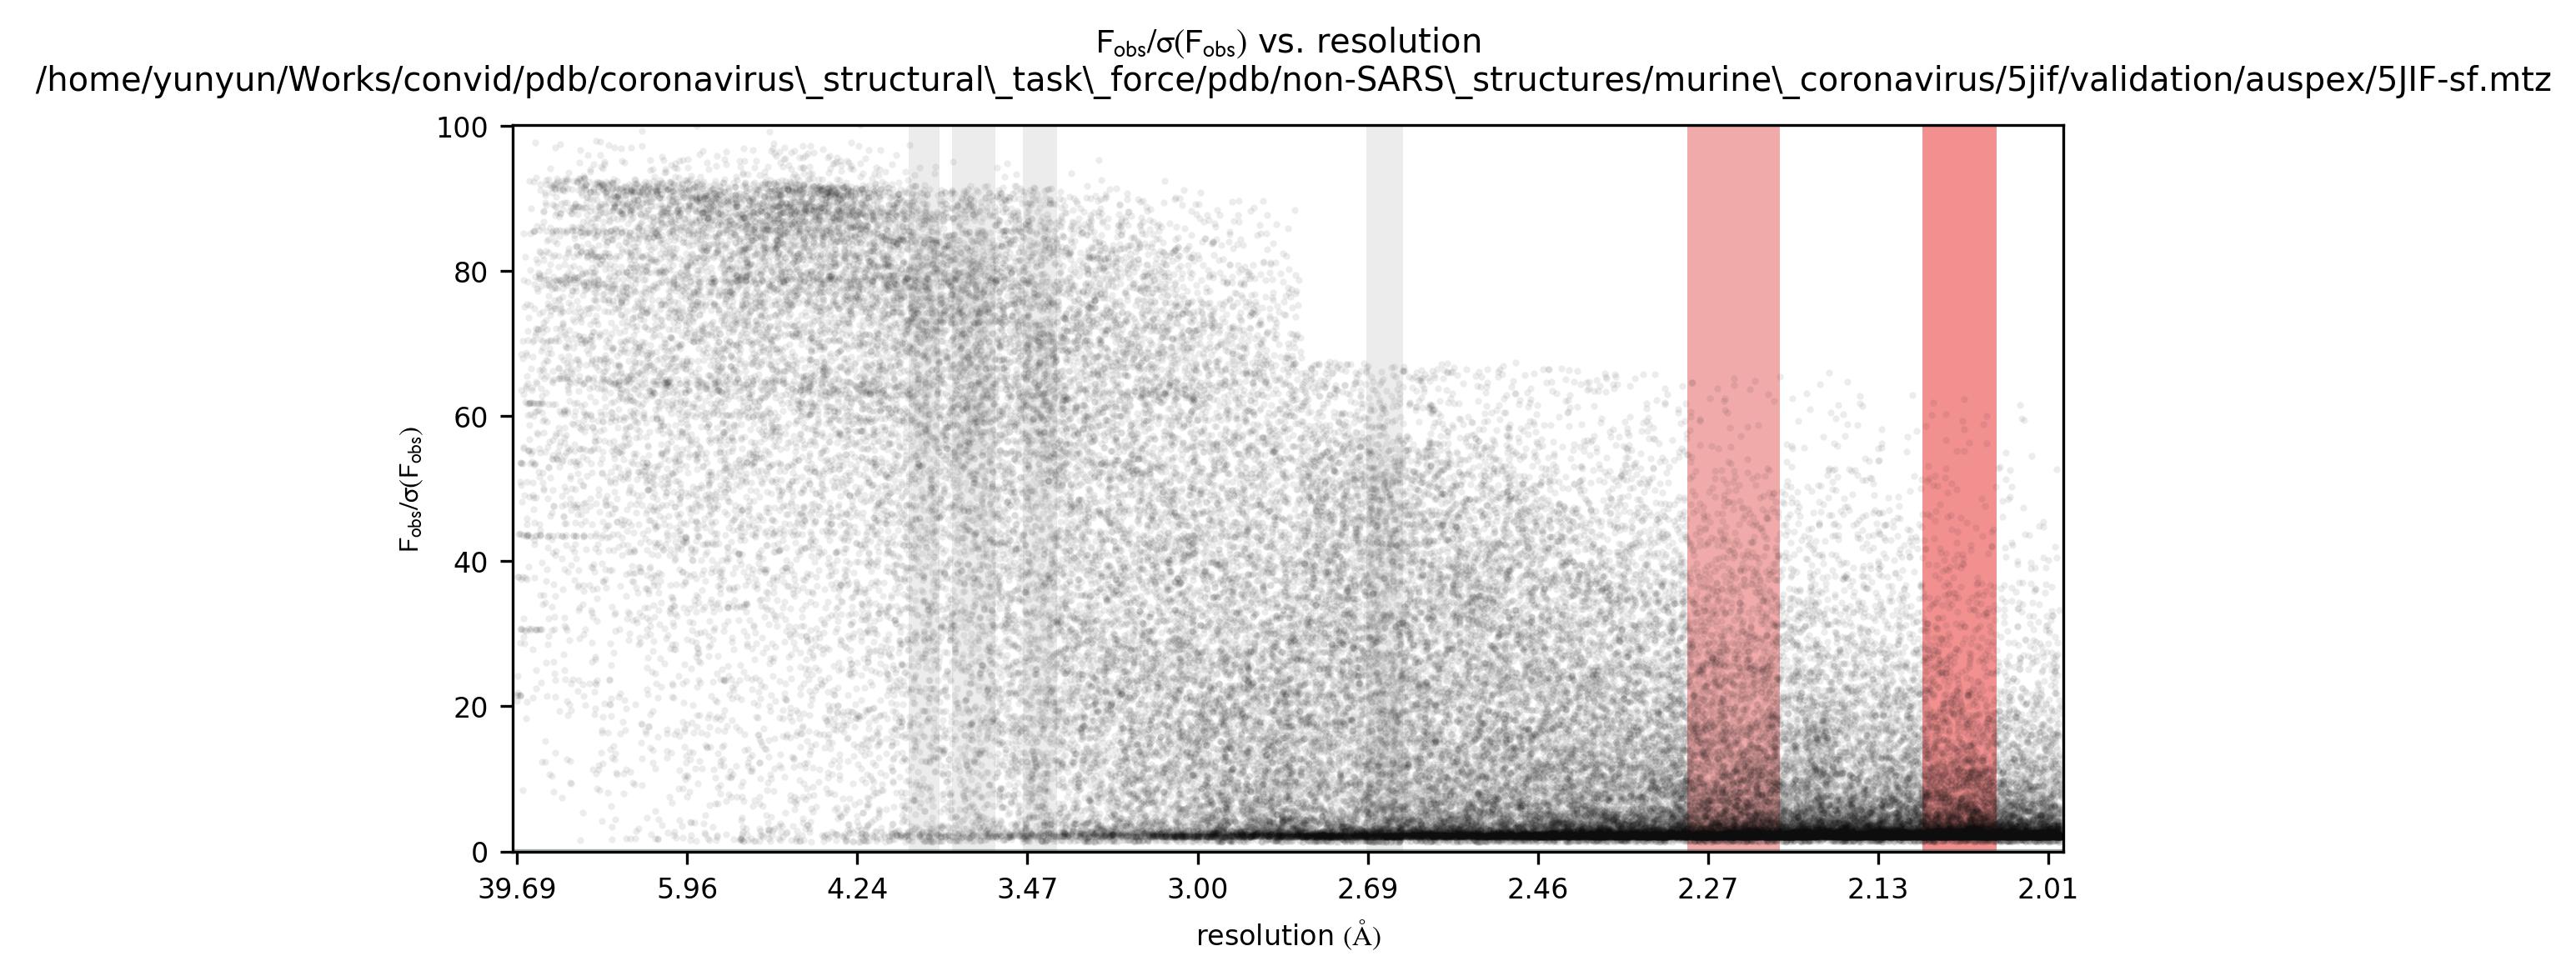 Fobs/σ(Fobs) vs. resolution
/home/yunyun/Works/convid/pdb/coronavirus\_structural\_task\_force/pdb/non-SARS\_structures/murine\_coronavirus/5jif/validation/auspex/5JIF-sf.mtz
100
80
60
40
20
0
Fobs/σ(Fobs)
39.69 5.96 4.24 3.47 3.00 2.69 2.46 2.27 2.13 2.01
resolution (Å)